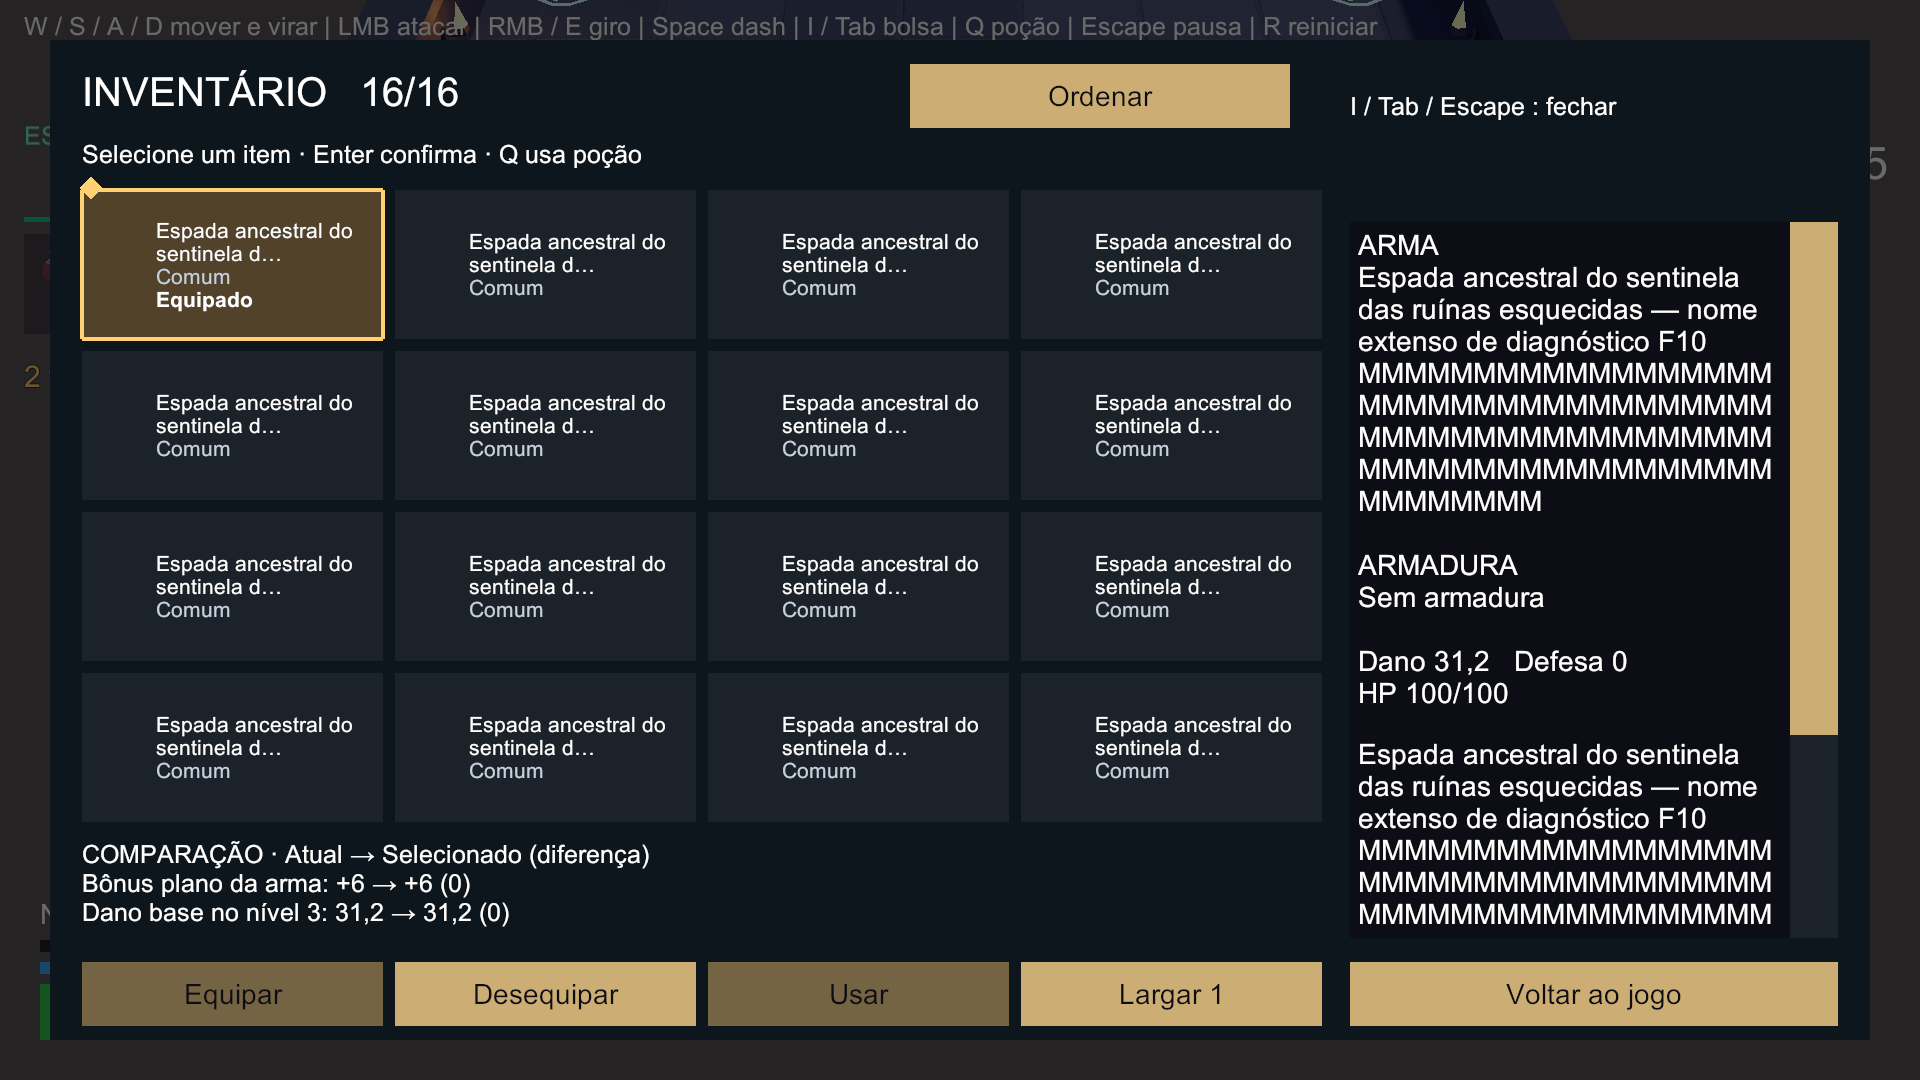 W / S / A / D mover e virar | LMB atacar | RMB / E giro | Space dash | I / Tab bolsa | Q poção | Escape pausa | R reiniciar
INVENTÁRIO 16/16
Ordenar
I / Tab / Escape : fechar
Selecione um item · Enter confirma · Q usa poção
5
Espada ancestral do
sentinela d...
Comum
Equipado
Espada ancestral do
sentinela d...
Comum
Espada ancestral do
sentinela d...
Comum
Espada ancestral do
sentinela d...
Comum
Espada ancestral do
sentinela d...
Comum
Espada ancestral do
sentinela d...
Comum
Espada ancestral do
sentinela d...
Comum
Espada ancestral do
sentinela d...
Comum
Espada ancestral do
sentinela d...
Comum
Espada ancestral do
sentinela d...
Comum
Espada ancestral do
sentinela d...
Comum
Espada ancestral do
sentinela d...
Comum
Espada ancestral do
sentinela d...
Comum
Espada ancestral do
sentinela d...
Comum
Espada ancestral do
sentinela d...
Comum
Espada ancestral do
sentinela d...
Comum
2
COMPARAÇÃO · Atual → Selecionado (diferença)
Bônus plano da arma: +6 → +6 (0)
Dano base no nível 3: 31,2 → 31,2 (0)
ARMA
Espada ancestral do sentinela
das ruínas esquecidas — nome
extenso de diagnóstico F10
MMMMMMMMMMMMMMMMMM
MMMMMMMMMMMMMMMMMM
MMMMMMMMMMMMMMMMMM
MMMMMMMMMMMMMMMMMM
MMMMMMMM
ARMADURA
Sem armadura
Dano 31,2 Defesa 0
HP 100/100
Espada ancestral do sentinela
das ruínas esquecidas — nome
extenso de diagnóstico F10
MMMMMMMMMMMMMMMMMM
MMMMMMMMMMMMMMMMMM
MMMMMMMMMMMMMMMMMM
Equipar
Desequipar
Usar
Largar 1
Voltar ao jogo